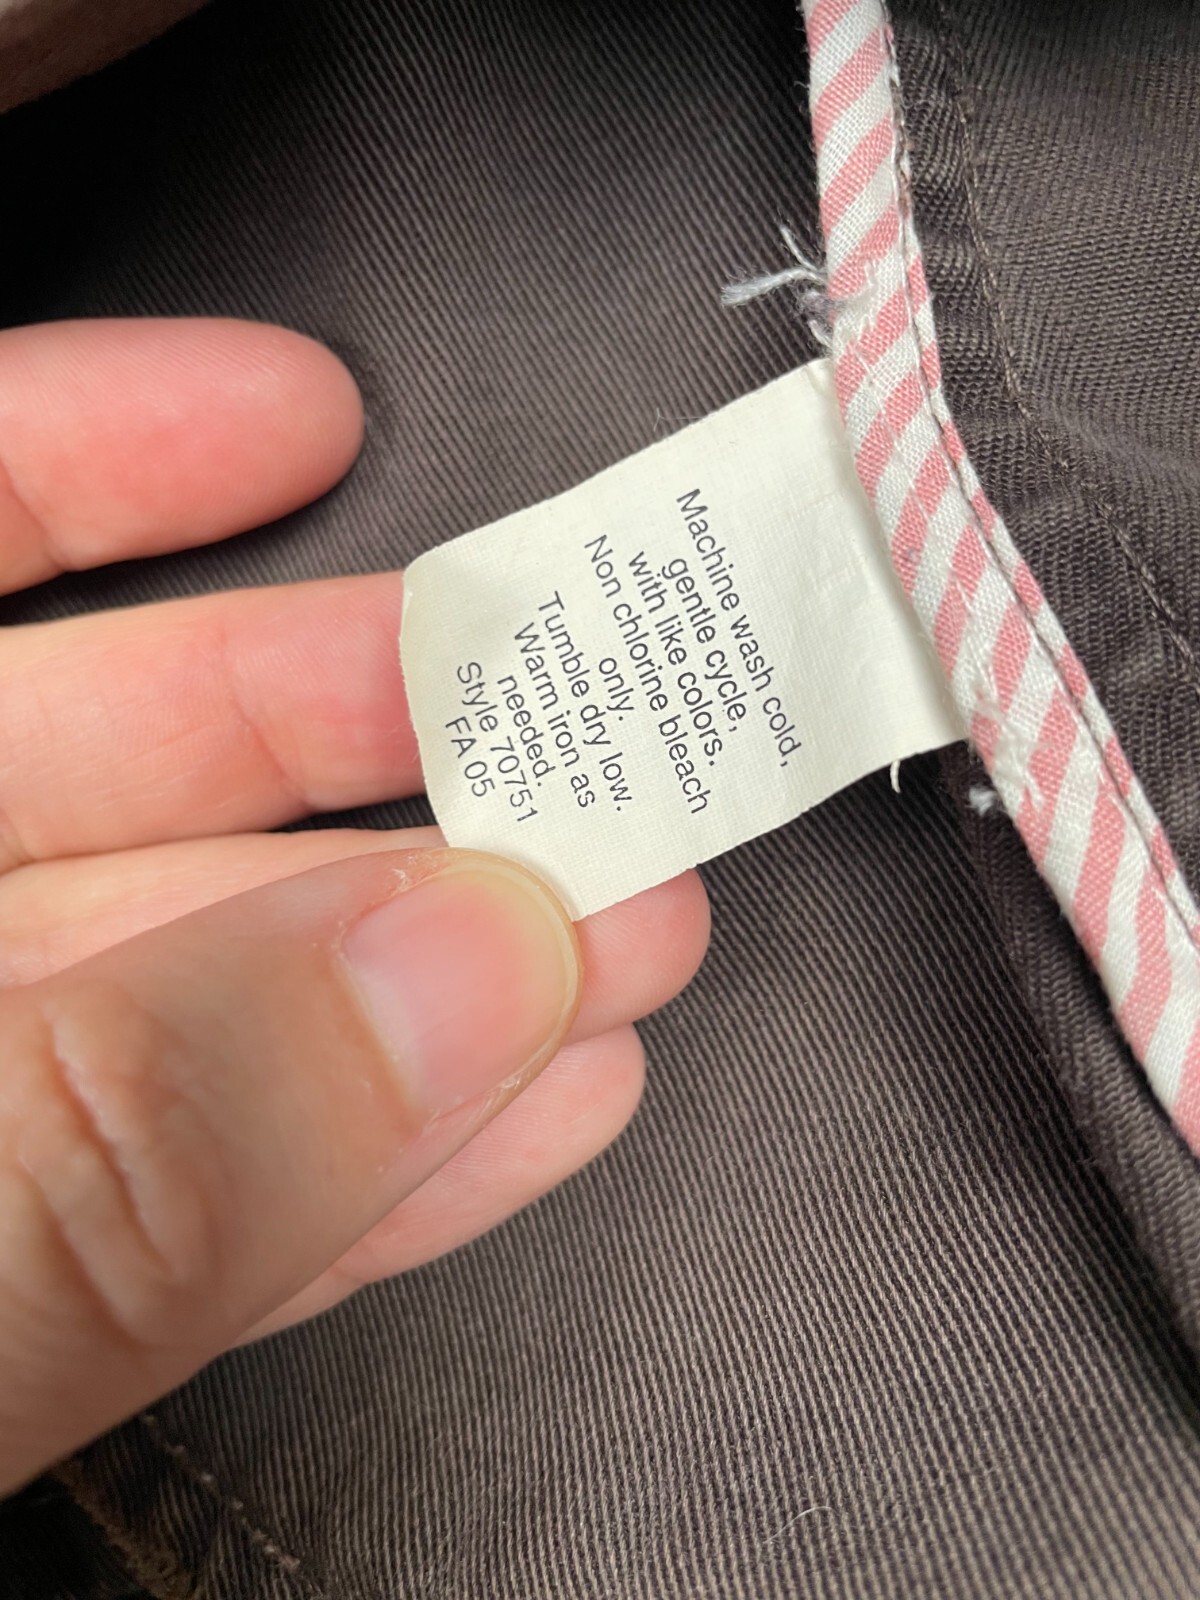 Machine wash cold,
gentle cycle,
with like colors.
Non chlorine bleach
only.
Tumble dry low.
Warm iron as
needed.
Style 70751
FA 05